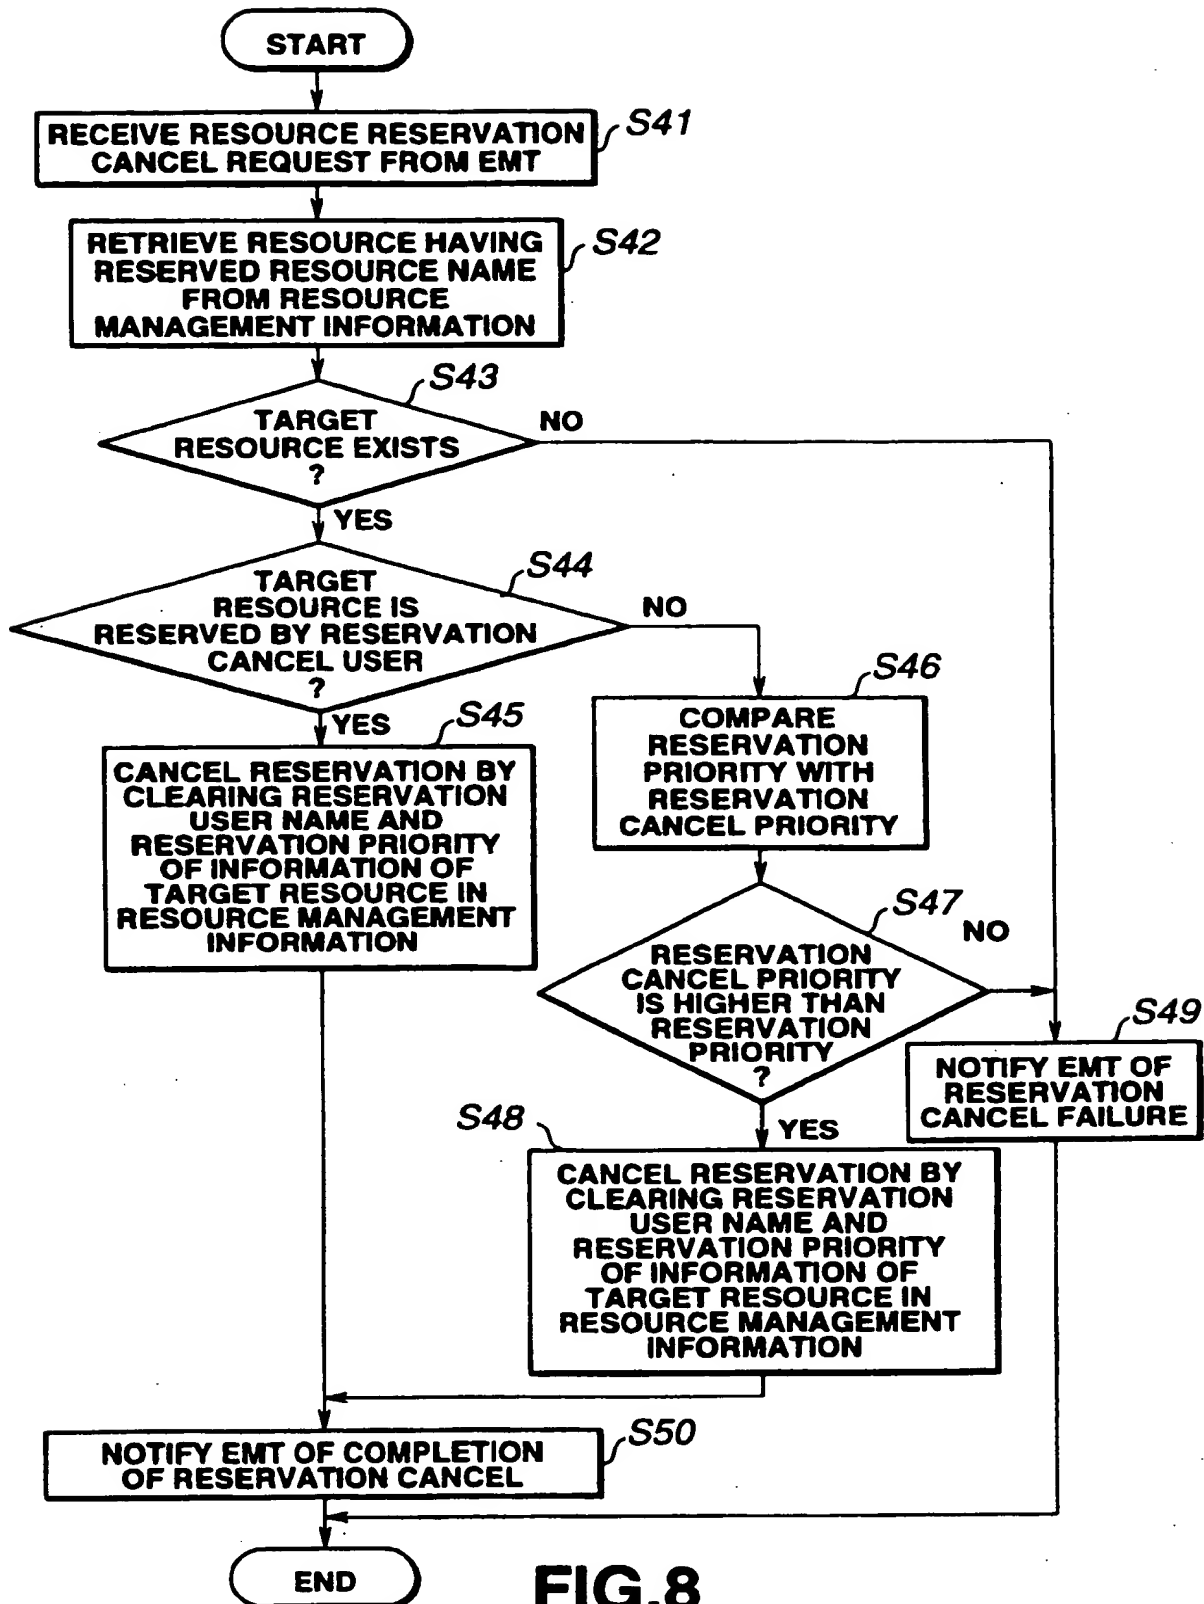 START
RECEIVE RESOURCE RESERVATION
CANCEL REQUEST FROM EMT
S41
RETRIEVE RESOURCE HAVING
RESERVED RESOURCE NAME
FROM RESOURCE
MANAGEMENT INFORMATION
S42
S43
TARGET
RESOURCE EXISTS
?
NO
YES
S44
TARGET
RESOURCE IS
RESERVED BY RESERVATION
CANCEL USER
?
NO
YES
S45
CANCEL RESERVATION BY
CLEARING RESERVATION
USER NAME AND
RESERVATION PRIORITY
OF INFORMATION OF
TARGET RESOURCE IN
RESOURCE MANAGEMENT
INFORMATION
S46
COMPARE
RESERVATION
PRIORITY WITH
RESERVATION
CANCEL PRIORITY
S47
NO
RESERVATION
CANCEL PRIORITY
IS HIGHER THAN
RESERVATION
PRIORITY
?
YES
S49
NOTIFY EMT OF
RESERVATION
CANCEL FAILURE
S48
CANCEL RESERVATION BY
CLEARING RESERVATION
USER NAME AND
RESERVATION PRIORITY
OF INFORMATION OF
TARGET RESOURCE IN
RESOURCE MANAGEMENT
INFORMATION
S50
NOTIFY EMT OF COMPLETION
OF RESERVATION CANCEL
END
FIG.8